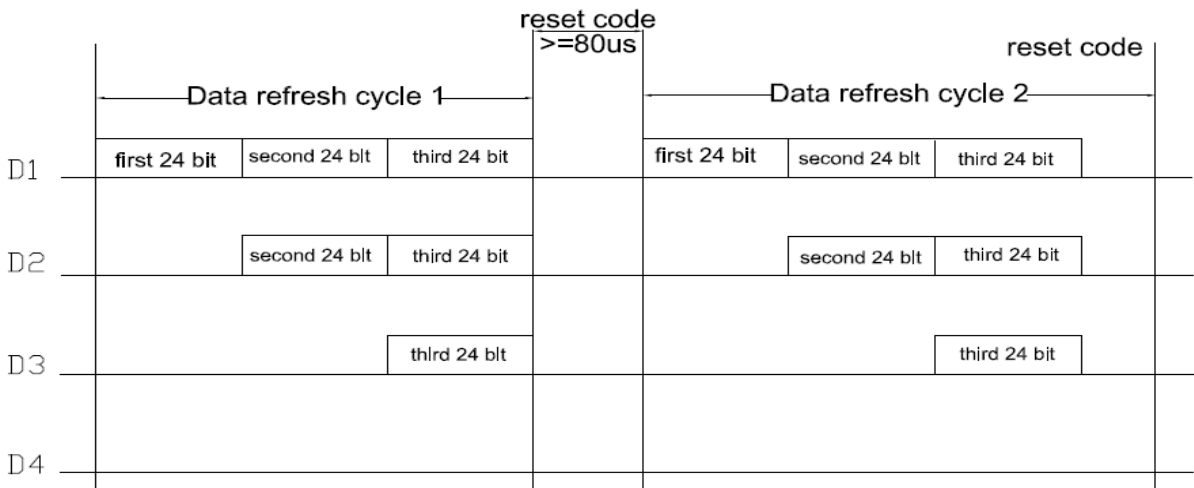 reset code
>=80us
reset code
Data refresh cycle 1
Data refresh cycle 2
D1
first 24 bit
second 24 blt
third 24 bit
first 24 bit
second 24 blt
third 24 bit
D2
second 24 blt
third 24 blt
second 24 blt
third 24 bit
D3
thlrd 24 blt
third 24 bit
D4